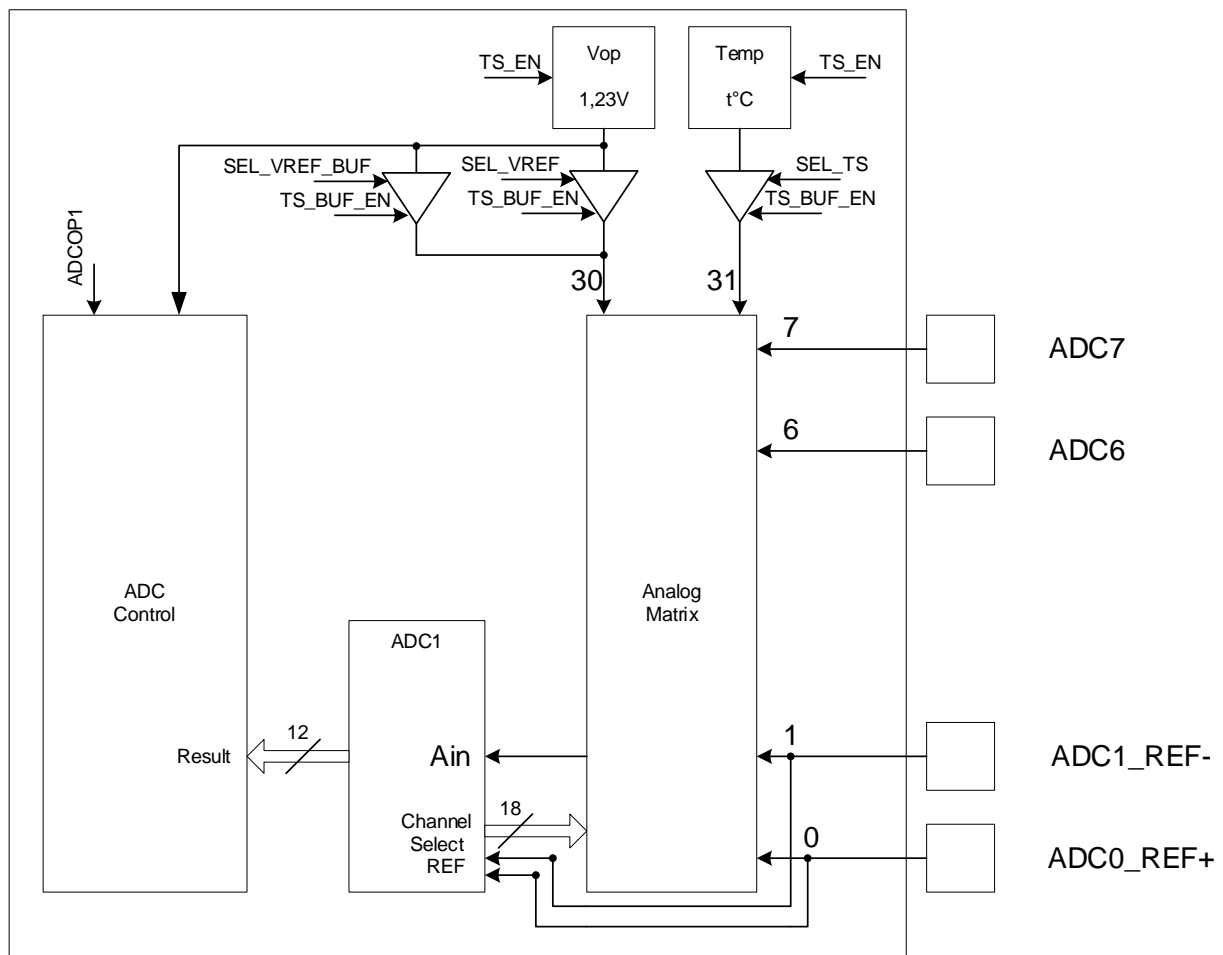 Vop
1,23V
Temp
t°C
TS_EN
TS_EN
SEL_VREF_BUF
TS_BUF_EN
SEL_VREF
TS_BUF_EN
SEL_TS
TS_BUF_EN
ADCOP1
30
31
7
ADC7
6
ADC6
ADC
Control
Analog
Matrix
ADC1
Result
12
Ain
1
ADC1_REF-
Channel
Select
REF
18
0
ADC0_REF+